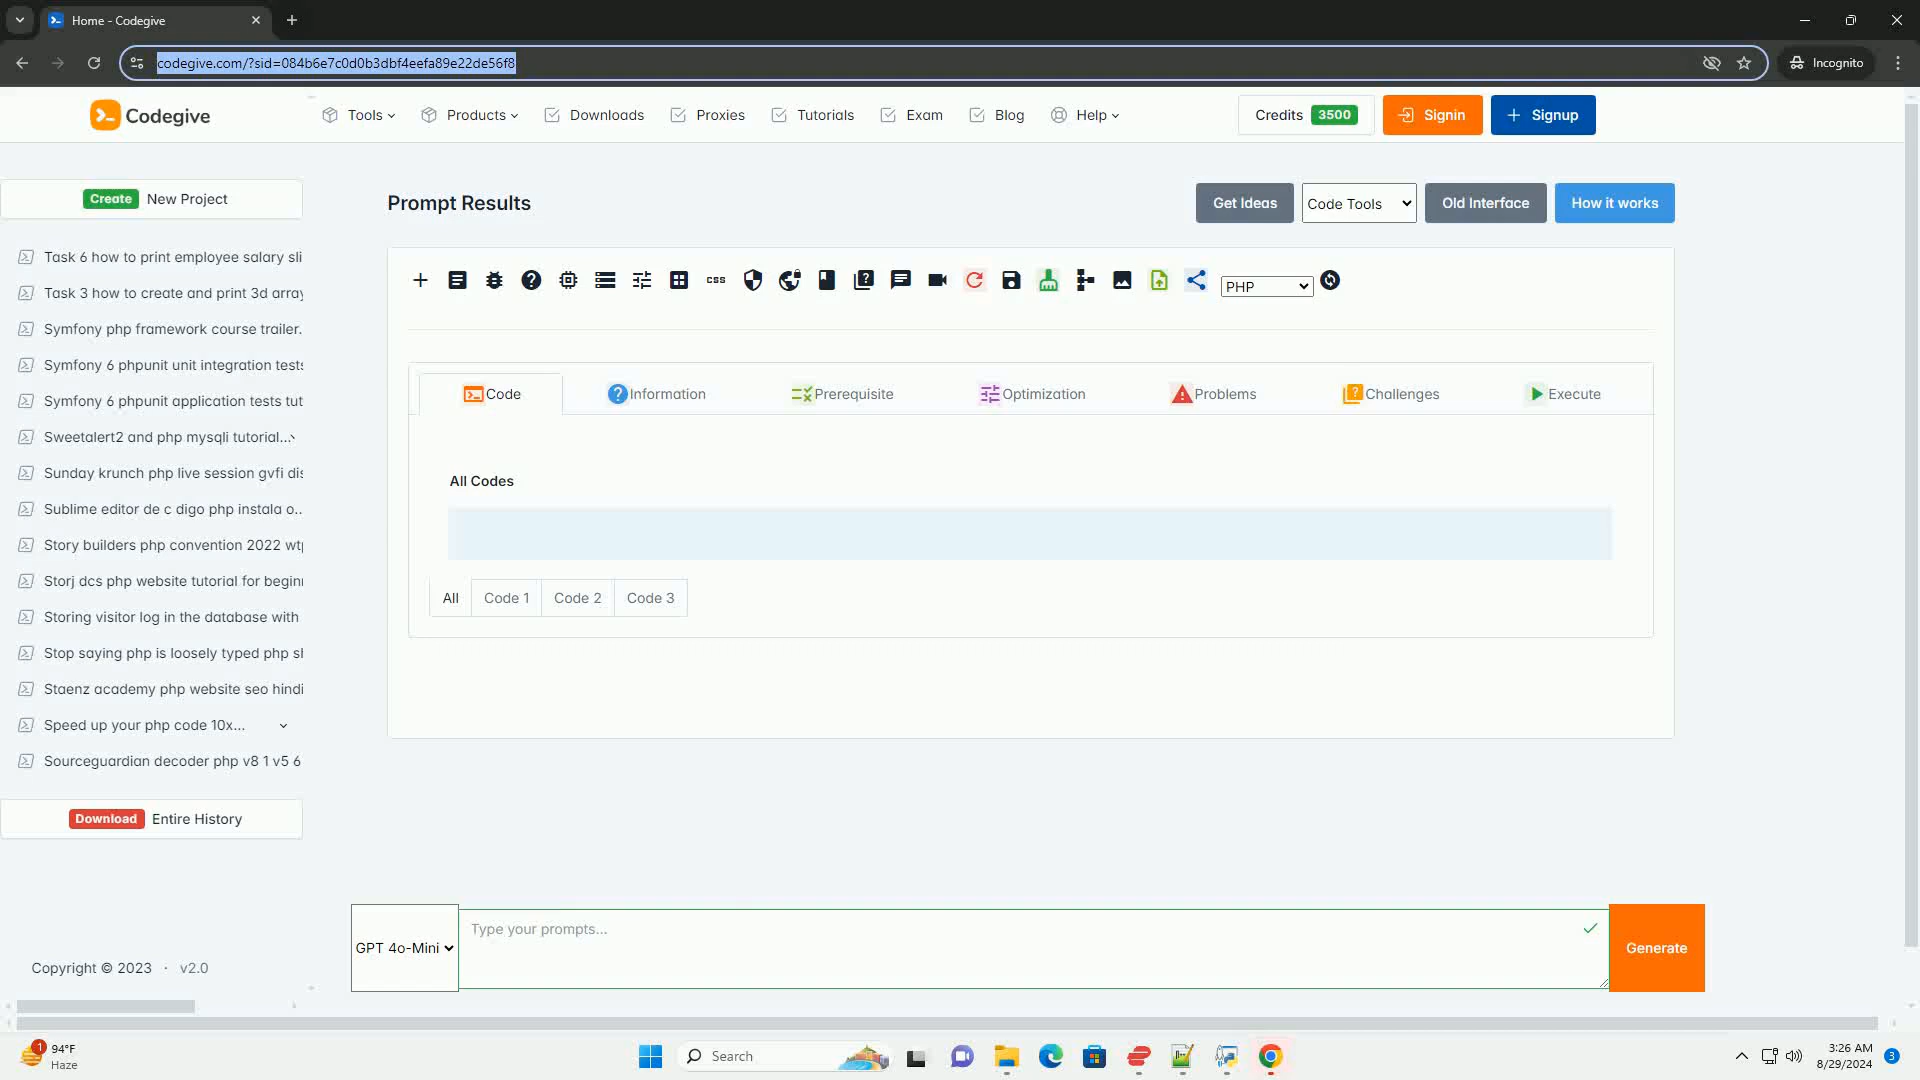 Home - Codegive
codegive.com/?sid=084b6e7c0d0b3dbf4eefa89e22de56f8
Incognito
Codegive
Tools
Products
Downloads
Proxies
Tutorials
Exam
Blog
Help
Credits 3500
Signin
Signup
Create New Project
Task 6 how to print employee salary sli
Task 3 how to create and print 3d array
Symfony php framework course trailer.
Symfony 6 phpunit unit integration tests
Symfony 6 phpunit application tests tut
Sweetalert2 and php mysqli tutorial...
Sunday krunch php live session gvfi dis
Sublime editor de c digo php instala o..
Story builders php convention 2022 wtp
Storj dcs php website tutorial for begin
Storing visitor log in the database with
Stop saying php is loosely typed php sl
Staenz academy php website seo hindi
Speed up your php code 10x...
Sourceguardian decoder php v8 1 v5 6
Download Entire History
Copyright © 2023 · v2.0
Prompt Results
Get Ideas
Code Tools
Old Interface
How it works
css
PHP
Code
Information
Prerequisite
Optimization
Problems
Challenges
Execute
All Codes
All
Code 1
Code 2
Code 3
GPT 4o-Mini
Type your prompts...
Generate
1
94°F
Haze
Search
3:26 AM
8/29/2024
3